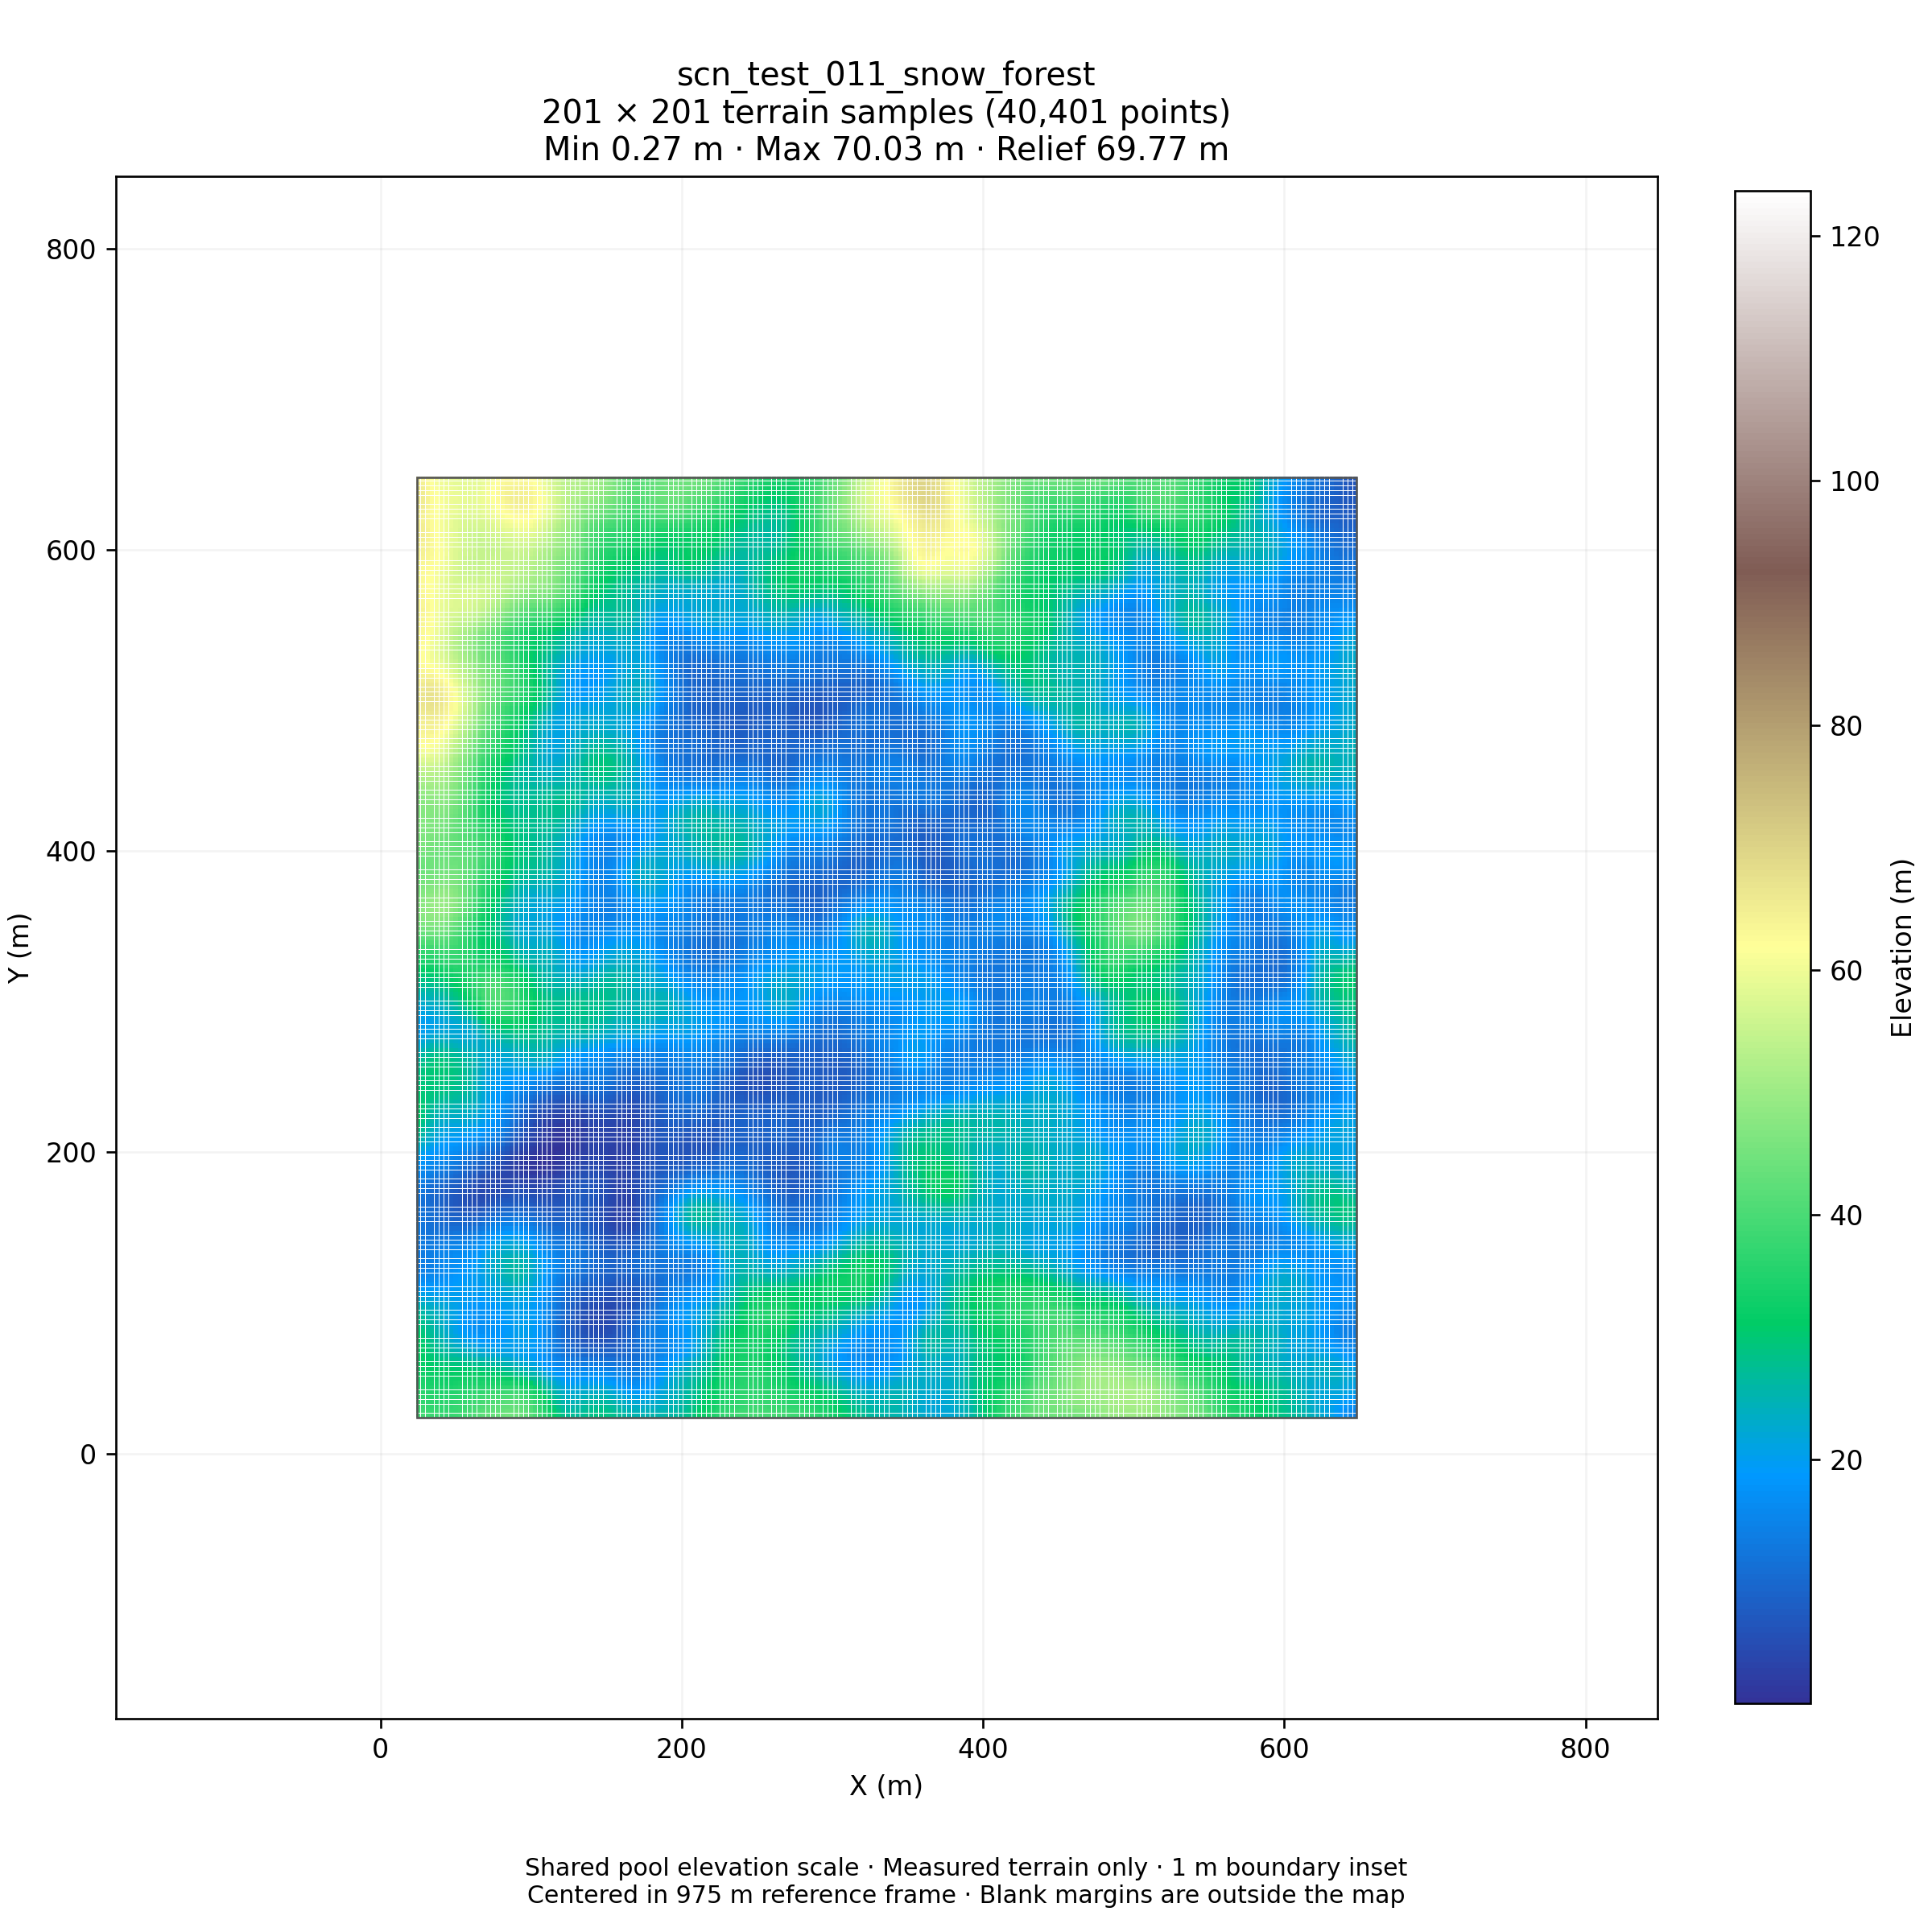 scn_test_011_snow_forest
201 × 201 terrain samples (40,401 points)
Min 0.27 m · Max 70.03 m · Relief 69.77 m
800
600
400
200
0
Y (m)
0
200
400
600
800
X (m)
120
100
80
60
40
20
Elevation (m)
Shared pool elevation scale · Measured terrain only · 1 m boundary inset
Centered in 975 m reference frame · Blank margins are outside the map